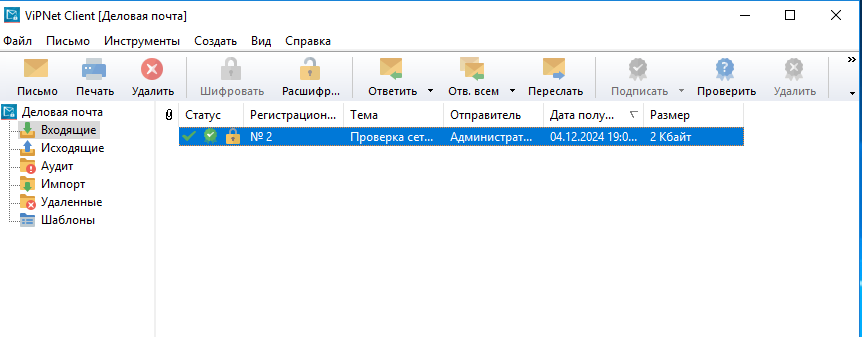 ViPNet Client [Деловая почта]
Файл Письмо Инструменты Создать Вид Справка
Письмо Печать Удалить Шифровать Расшифр... Ответить Отв. всем Переслать Подписать Проверить Удалить
Деловая почта
Входящие
Исходящие
Аудит
Импорт
Удаленные
Шаблоны
Статус Регистрацион... Тема Отправитель Дата полу... Размер
№ 2 Проверка сет... Администрат... 04.12.2024 19:0... 2 Кбайт